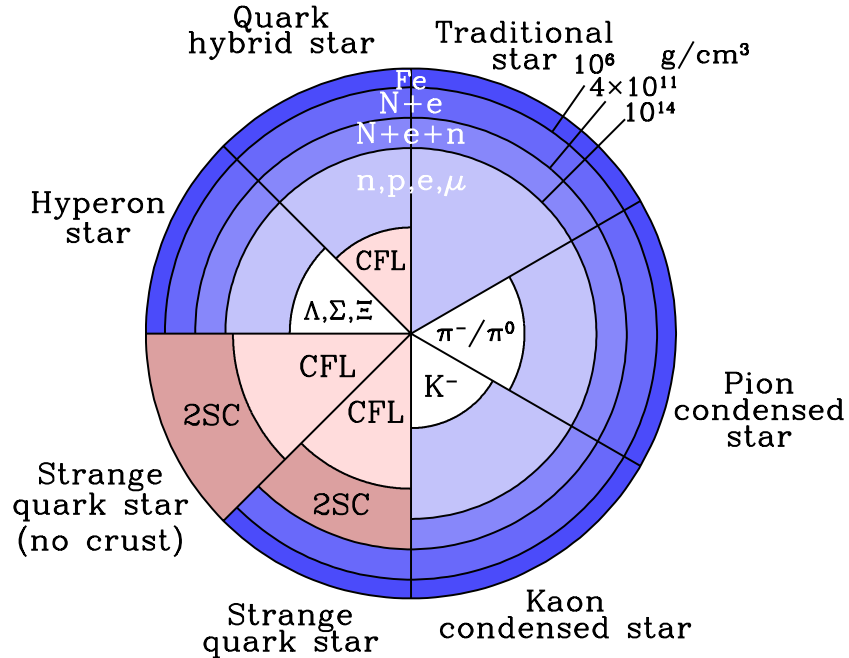 Quark
hybrid star
Traditional
star
10⁶
g/cm³
4×10¹¹
10¹⁴
Fe
N+e
N+e+n
n,p,e,μ
Hyperon
star
CFL
Λ,Σ,Ξ
π⁻/π⁰
CFL
K⁻
CFL
2SC
2SC
Pion
condensed
star
Strange
quark star
(no crust)
Strange
quark star
Kaon
condensed star